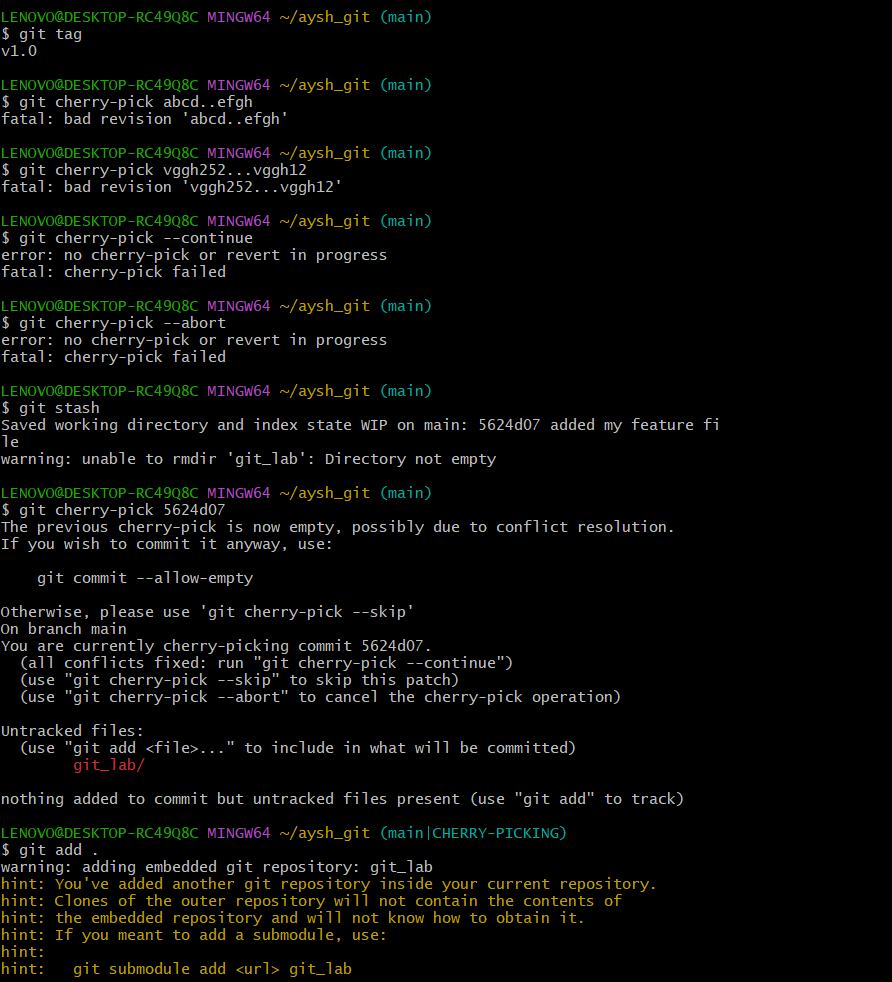 LENOVO@DESKTOP-RC49Q8C MINGW64 ~/aysh_git (main)
$ git tag
v1.0

LENOVO@DESKTOP-RC49Q8C MINGW64 ~/aysh_git (main)
$ git cherry-pick abcd..efgh
fatal: bad revision 'abcd..efgh'

LENOVO@DESKTOP-RC49Q8C MINGW64 ~/aysh_git (main)
$ git cherry-pick vggh252...vggh12
fatal: bad revision 'vggh252...vggh12'

LENOVO@DESKTOP-RC49Q8C MINGW64 ~/aysh_git (main)
$ git cherry-pick --continue
error: no cherry-pick or revert in progress
fatal: cherry-pick failed

LENOVO@DESKTOP-RC49Q8C MINGW64 ~/aysh_git (main)
$ git cherry-pick --abort
error: no cherry-pick or revert in progress
fatal: cherry-pick failed

LENOVO@DESKTOP-RC49Q8C MINGW64 ~/aysh_git (main)
$ git stash
Saved working directory and index state WIP on main: 5624d07 added my feature fi
le
warning: unable to rmdir 'git_lab': Directory not empty

LENOVO@DESKTOP-RC49Q8C MINGW64 ~/aysh_git (main)
$ git cherry-pick 5624d07
The previous cherry-pick is now empty, possibly due to conflict resolution.
If you wish to commit it anyway, use:

    git commit --allow-empty

Otherwise, please use 'git cherry-pick --skip'
On branch main
You are currently cherry-picking commit 5624d07.
  (all conflicts fixed: run "git cherry-pick --continue")
  (use "git cherry-pick --skip" to skip this patch)
  (use "git cherry-pick --abort" to cancel the cherry-pick operation)

Untracked files:
  (use "git add <file>..." to include in what will be committed)
        git_lab/

nothing added to commit but untracked files present (use "git add" to track)

LENOVO@DESKTOP-RC49Q8C MINGW64 ~/aysh_git (main|CHERRY-PICKING)
$ git add .
warning: adding embedded git repository: git_lab
hint: You've added another git repository inside your current repository.
hint: Clones of the outer repository will not contain the contents of
hint: the embedded repository and will not know how to obtain it.
hint: If you meant to add a submodule, use:
hint:
hint:   git submodule add <url> git_lab